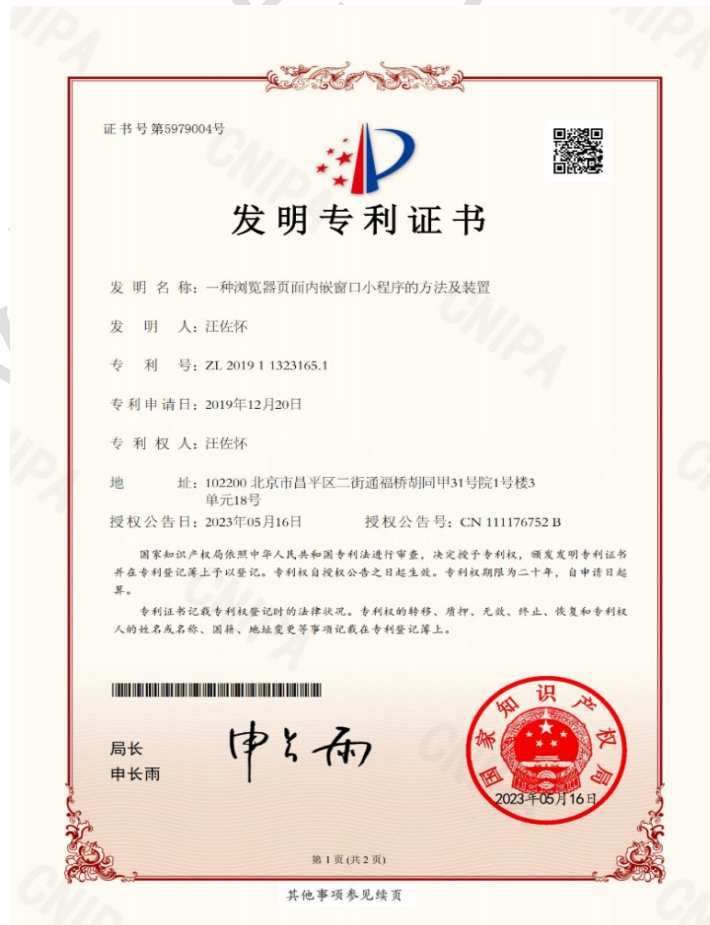 证书号第5979004号
发明专利证书
发 明 名 称：一种浏览器页面内嵌窗口小程序的方法及装置
发 明 人：汪佐怀
专 利 号：ZL 2019 1 1323165.1
专利申请日：2019年12月20日
专 利 权 人：汪佐怀
地 址：102200 北京市昌平区二街通福桥胡同甲31号院1号楼3
单元18号
授权公告日：2023年05月16日 授权公告号：CN 111176752 B
国家知识产权局依照中华人民共和国专利法进行审查，决定授予专利权，颁发发明专利证书
并在专利登记簿上予以登记。专利权自授权公告之日起生效。专利权期限为二十年，自申请日起
算。
专利证书记载专利权登记时的法律状况。专利权的转移、质押、无效、终止、恢复和专利权
人的姓名或名称、国籍、地址变更等事项记载在专利登记簿上。
局长
申长雨
申长雨
国家知识产权局
2023年05月16日
第 1 页 (共 2 页)
其他事项参见续页
CNIPA
CNIPA
CNIPA
CNIPA
CNIPA